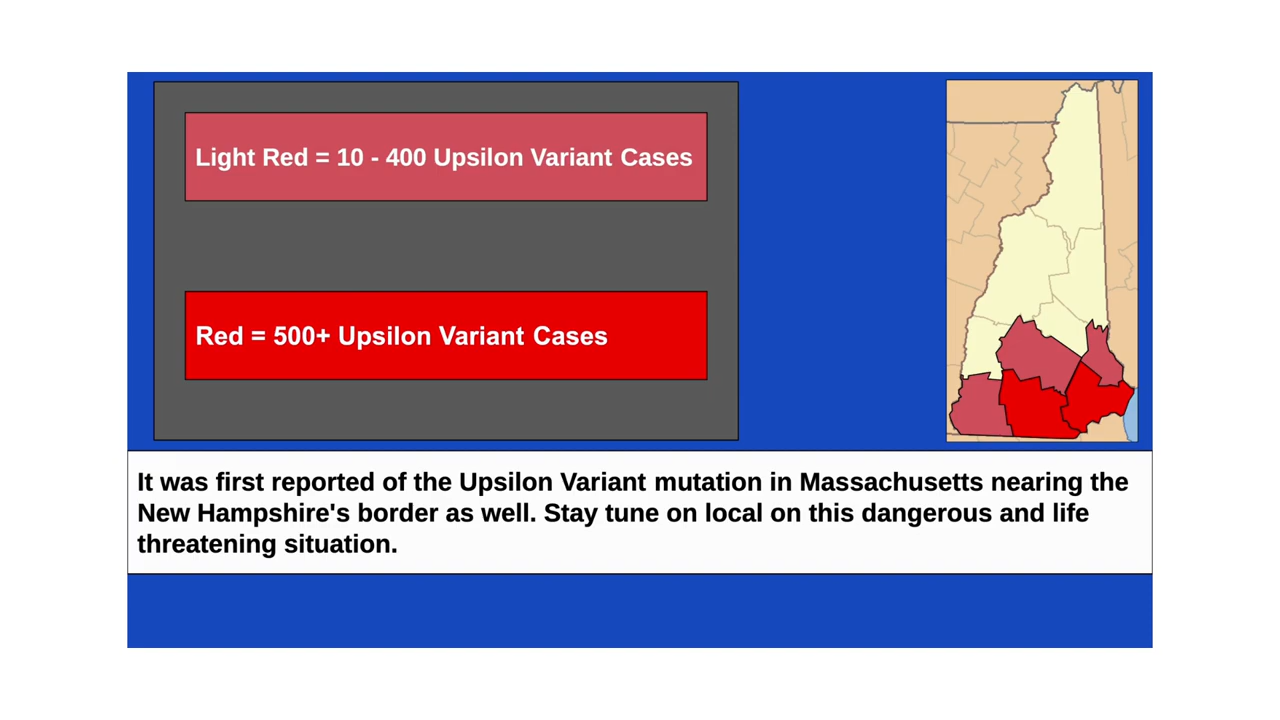 Light Red = 10 - 400 Upsilon Variant Cases
Red = 500+ Upsilon Variant Cases
It was first reported of the Upsilon Variant mutation in Massachusetts nearing the
New Hampshire's border as well. Stay tune on local on this dangerous and life
threatening situation.